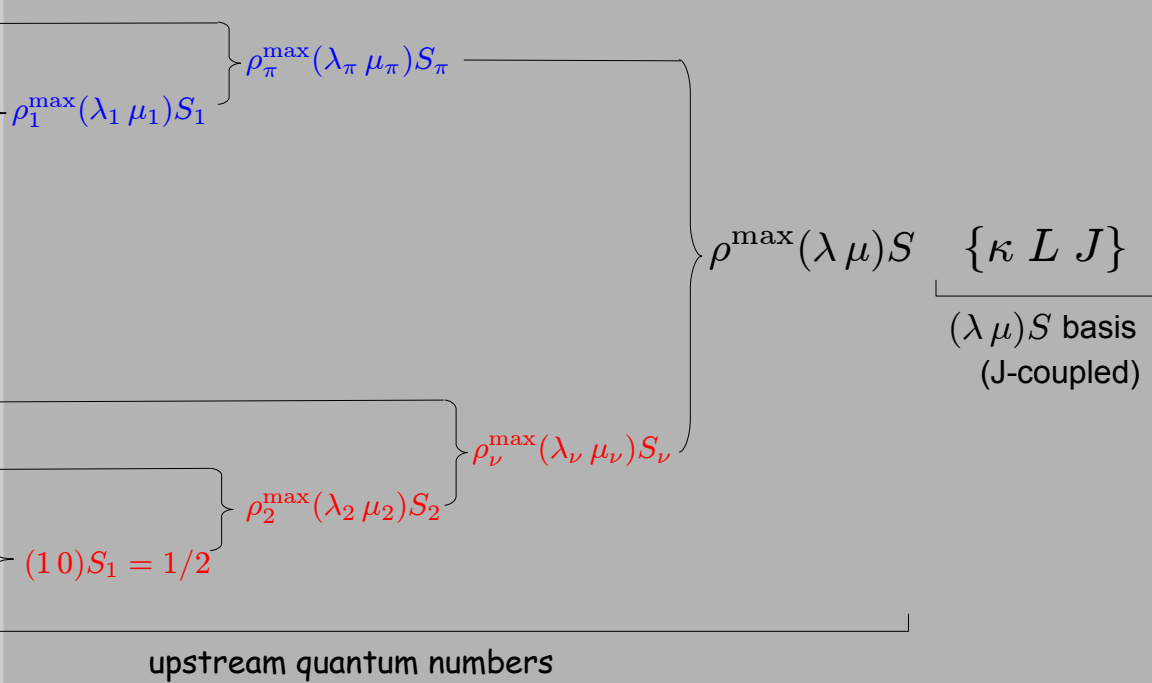 ρ_π^max(λ_π μ_π)S_π
ρ_1^max(λ_1 μ_1)S_1
ρ^max(λ μ)S {κ L J}
(λ μ)S basis
(J-coupled)
ρ_ν^max(λ_ν μ_ν)S_ν
ρ_2^max(λ_2 μ_2)S_2
(1 0)S_1 = 1/2
upstream quantum numbers